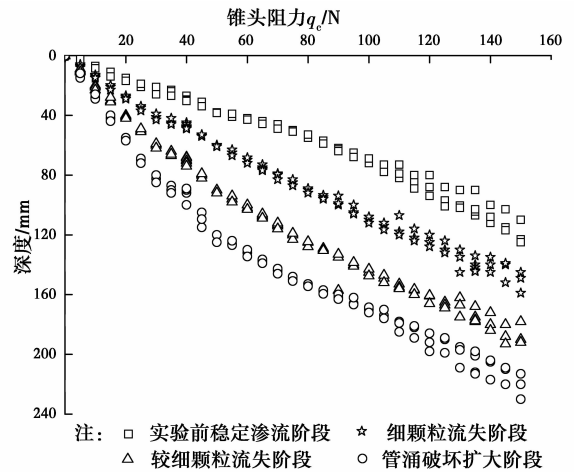 锥头阻力qc/N
20 40 60 80 100 120 140 160
0
40
80
120
160
200
240
深度/mm
注： □ 实验前稳定渗流阶段 ☆ 细颗粒流失阶段
△ 较细颗粒流失阶段 ○ 管涌破坏扩大阶段